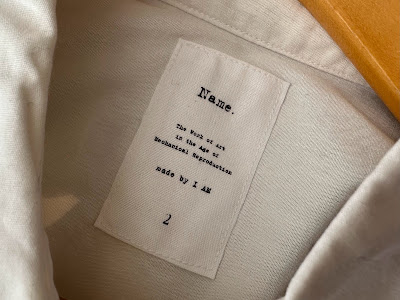 Name.
The Work of Art
in the Age of
Mechanical Reproduction
made by I AM
2